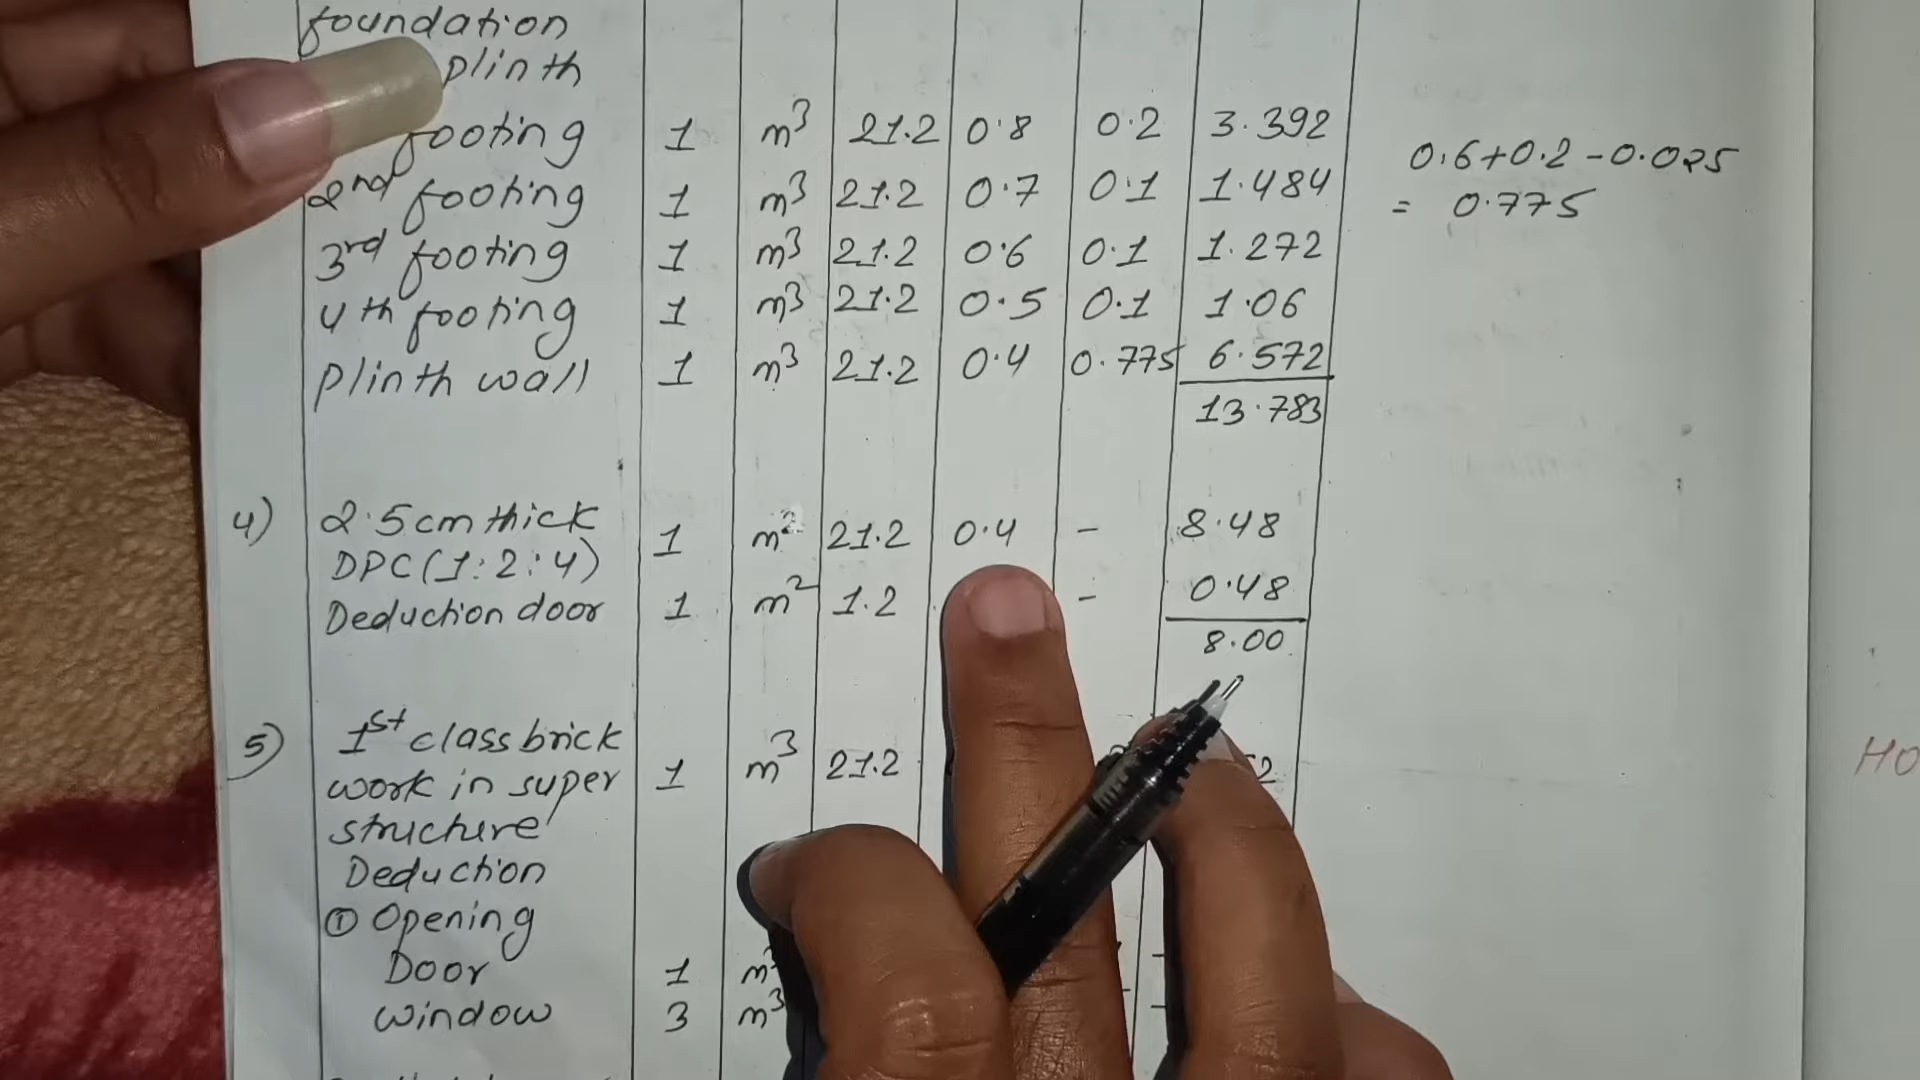 foundation
plinth
footing 1 m³ 21.2 0.8 0.2 3.392
2nd footing 1 m³ 21.2 0.7 0.1 1.484
3rd footing 1 m³ 21.2 0.6 0.1 1.272
4th footing 1 m³ 21.2 0.5 0.1 1.06
plinth wall 1 m³ 21.2 0.4 0.775 6.572
13.783
0.6+0.2-0.025
= 0.775
4) 2.5cm thick 1 m² 21.2 0.4 - 8.48
DPC(1:2:4)
Deduction door 1 m² 1.2 - 0.48
8.00
5) 1st class brick
work in super 1 m³ 21.2
structure
Deduction
① Opening
Door 1
window 3 m³
HO